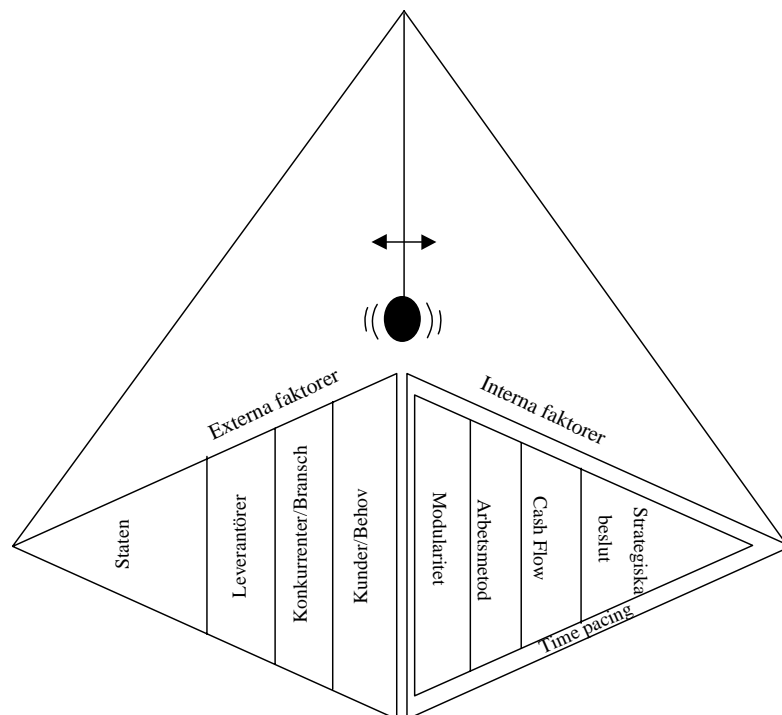 Externa faktorer
Interna faktorer
Staten
Leverantörer
Konkurrenter/Bransch
Kunder/Behov
Modularitet
Arbetsmetod
Cash Flow
Strategiska
beslut
Time pacing